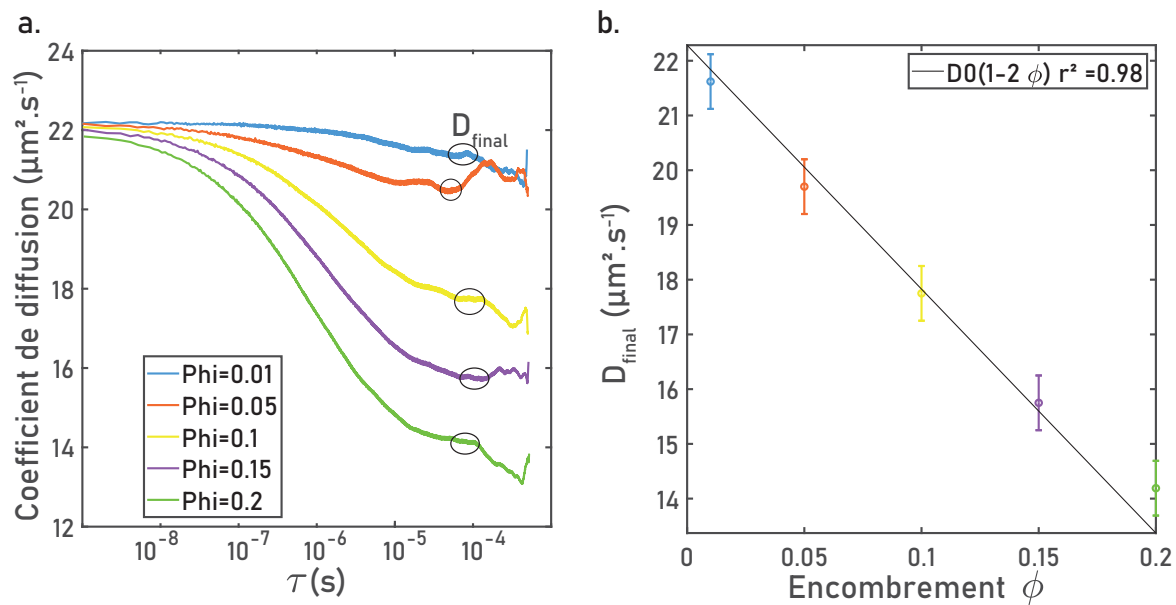 a.
Coefficient de diffusion (µm².s⁻¹)
24
22
20
18
16
14
12
D_final
Phi=0.01
Phi=0.05
Phi=0.1
Phi=0.15
Phi=0.2
10⁻⁸
10⁻⁷
10⁻⁶
10⁻⁵
10⁻⁴
τ(s)
b.
D_final (µm².s⁻¹)
22
21
20
19
18
17
16
15
14
D0(1-2 ϕ) r² =0.98
0
0.05
0.1
0.15
0.2
Encombrement ϕ